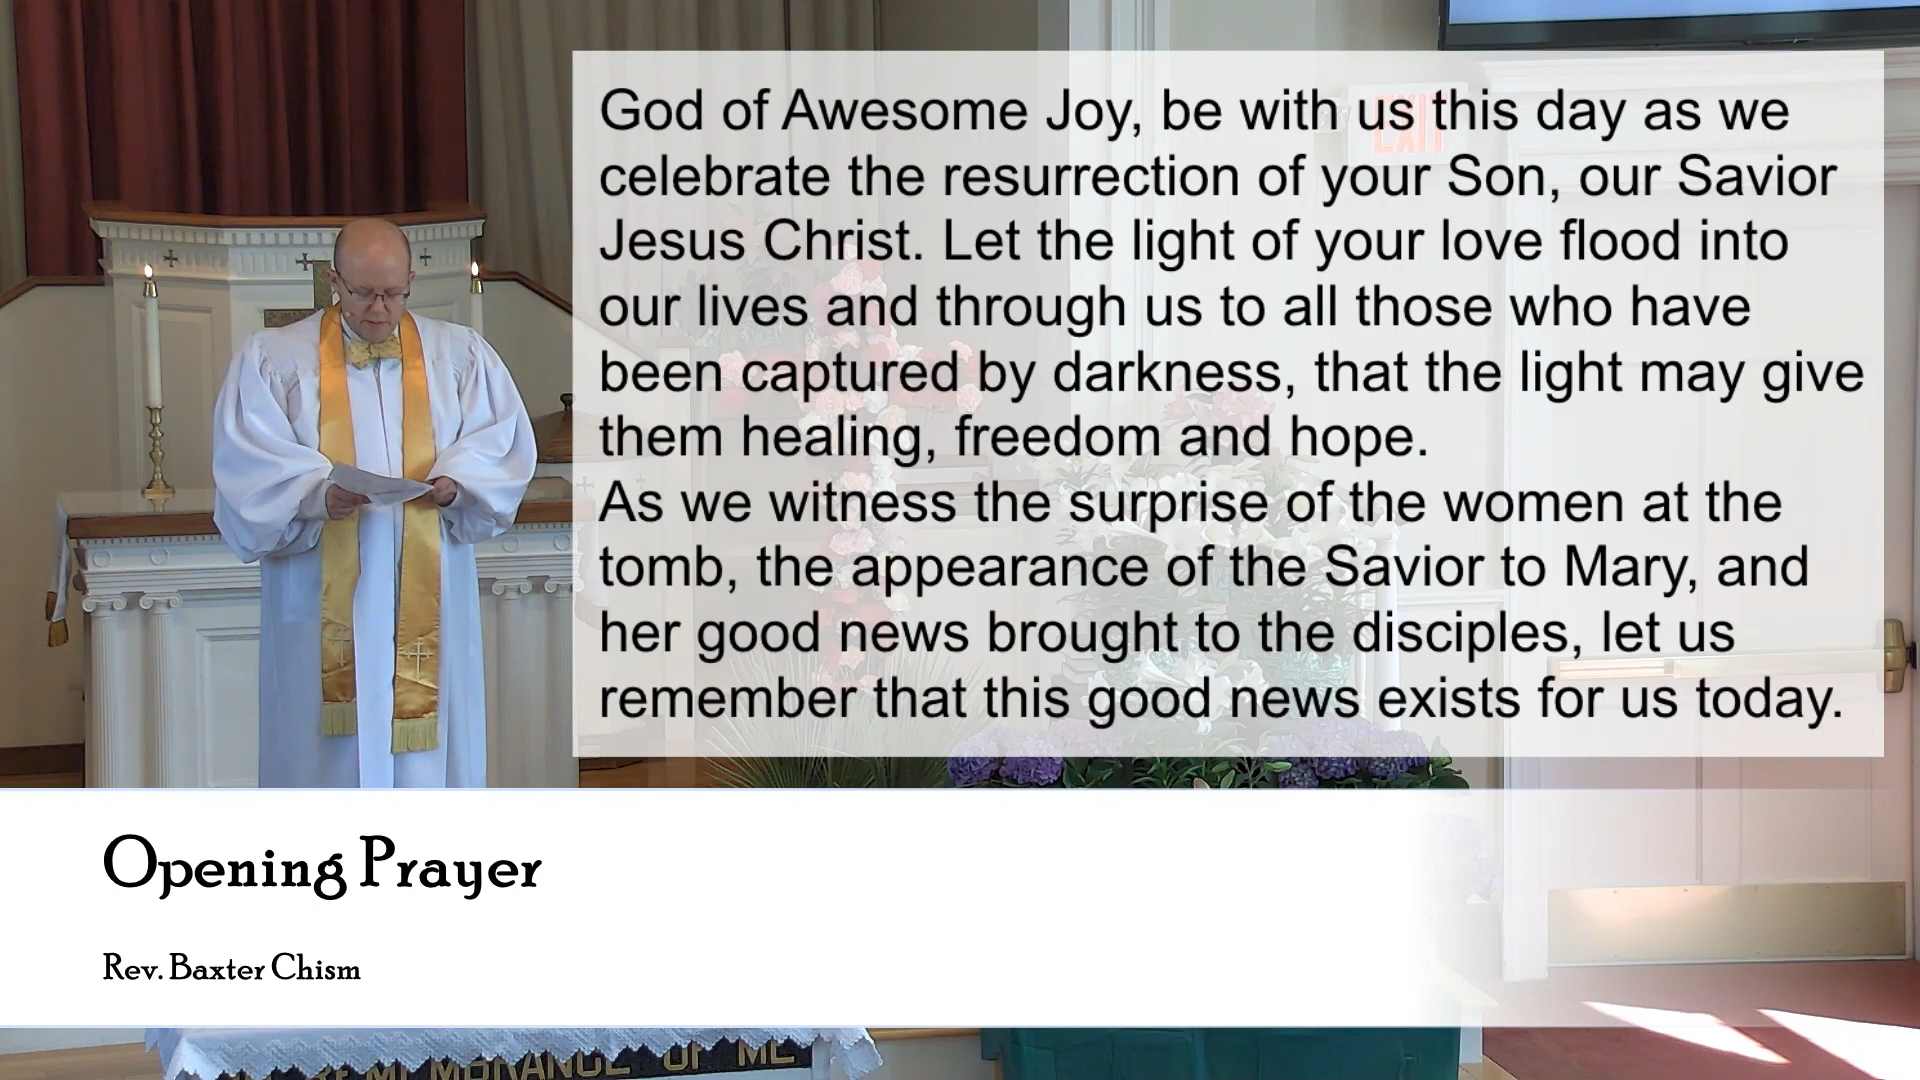 God of Awesome Joy, be with us this day as we
celebrate the resurrection of your Son, our Savior
Jesus Christ. Let the light of your love flood into
our lives and through us to all those who have
been captured by darkness, that the light may give
them healing, freedom and hope.
As we witness the surprise of the women at the
tomb, the appearance of the Savior to Mary, and
her good news brought to the disciples, let us
remember that this good news exists for us today.
EXIT
Opening Prayer
Rev. Baxter Chism
REMEMBRANCE OF ME